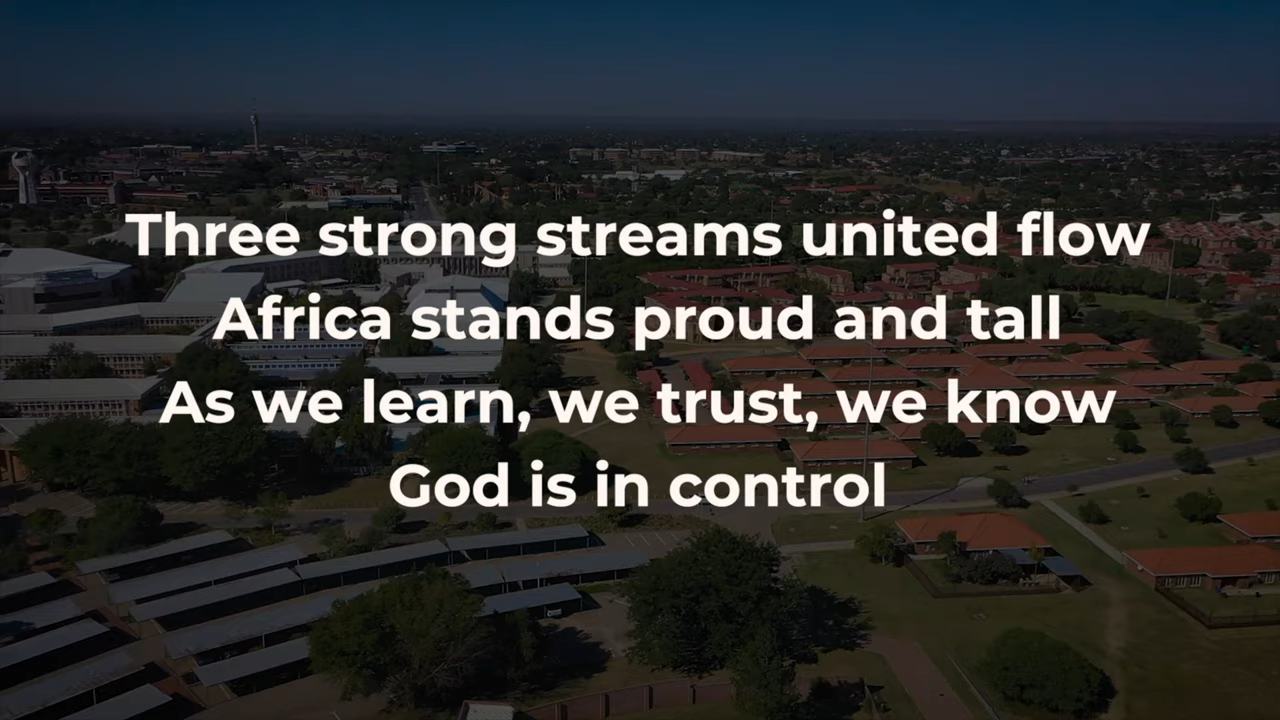 Three strong streams united flow
Africa stands proud and tall
As we learn, we trust, we know
God is in control